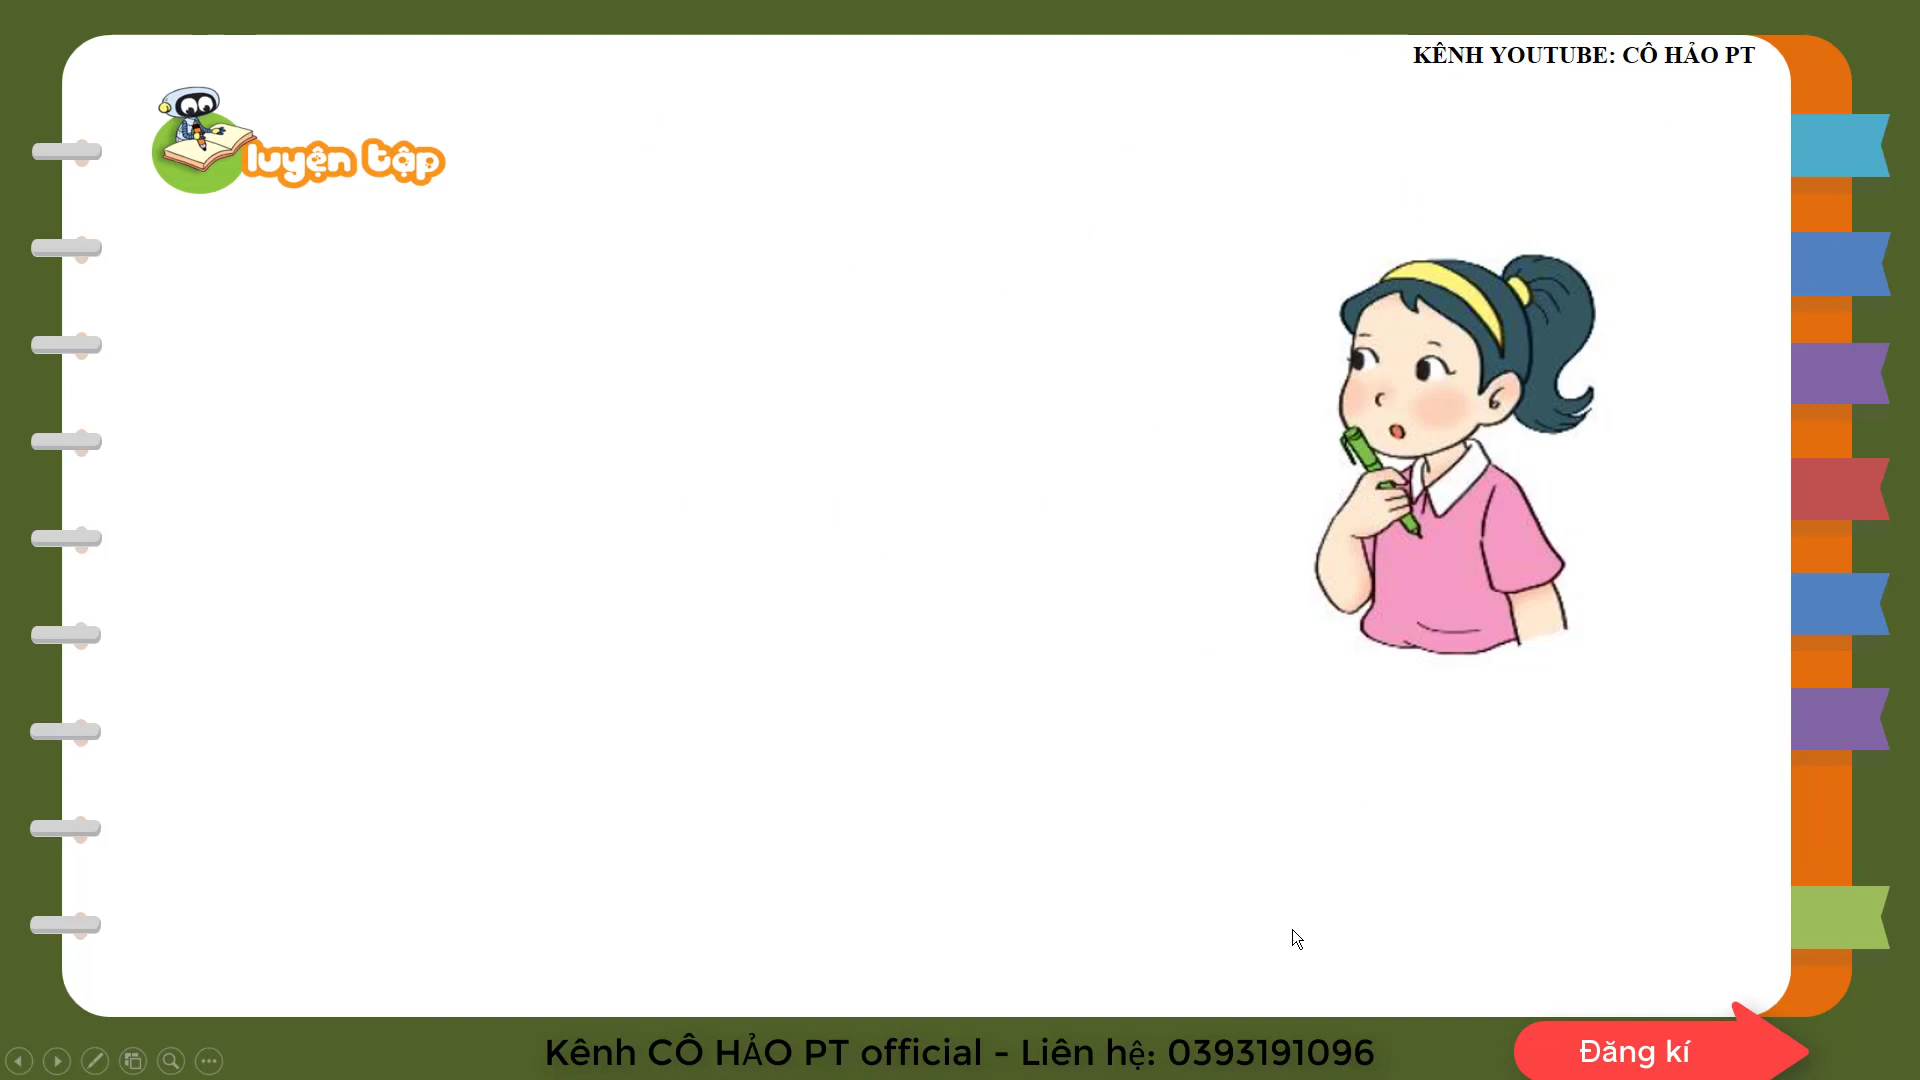 KÊNH YOUTUBE: CÔ HẢO PT
luyện tập
Kênh CÔ HẢO PT official - Liên hệ: 0393191096
Đăng kí